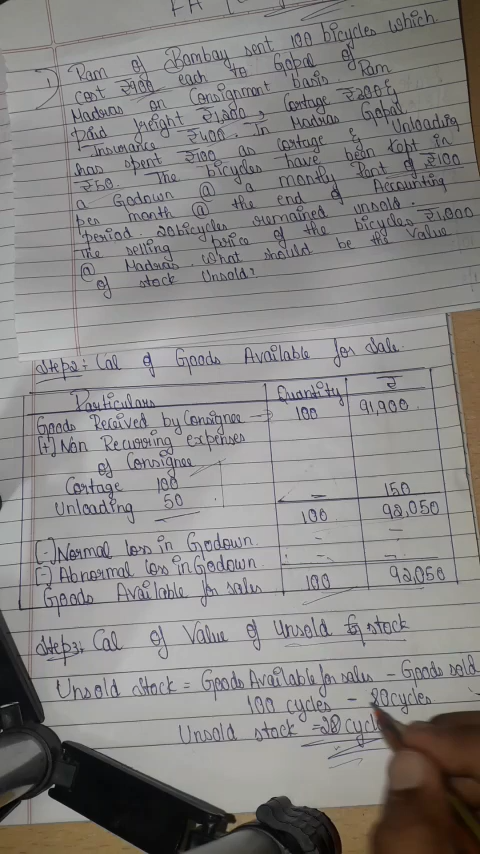 1) Ram of Bombay sent 100 bicycles which
cost ₹900 each to Gopal of
Madras on Consignment basis. Ram
paid freight ₹1,200, Cartage ₹200 &
Insurance ₹400. In Madras Gopal
has spent ₹100 as cartage & Unloading
₹50. The bicycles have been kept in
a Godown @ a montly Rant of ₹100
per month @ the end of Accounting
period. 20 bicycles remained unsold.
The selling price of the bicycles ₹1,000
@ Madras. What should be the Value
of stock Unsold?
Step2: Cal of Goods Available for Sale.
Particulars Quantity ₹
Goods Received by Consignee → 100 91,900
[+] Non Recurring expenses
of Consignee
Cartage 100
Unloading 50 — 150
100 92,050
[-] Normal loss in Godown. - -
[-] Abnormal loss in Godown. - -
Goods Available for sales 100 92,050
Step3: Cal of Value of Unsold stock
Unsold Stock = Goods Available for sales - Goods sold
100 cycles - 80 cycles
Unsold stock = 20